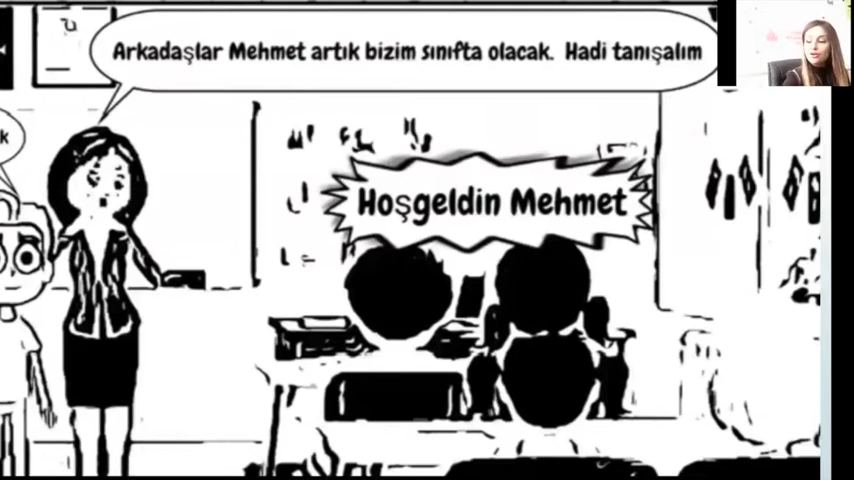 Arkadaşlar Mehmet artık bizim sınıfta olacak. Hadi tanışalım
Hoşgeldin Mehmet